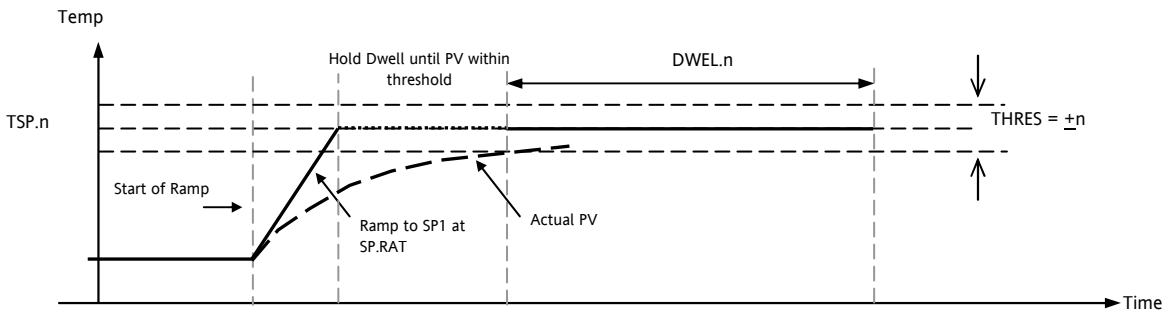 Temp
Hold Dwell until PV within
threshold
DWEL.n
TSP.n
THRES = ±n
Start of Ramp
Ramp to SP1 at
SP.RAT
Actual PV
Time